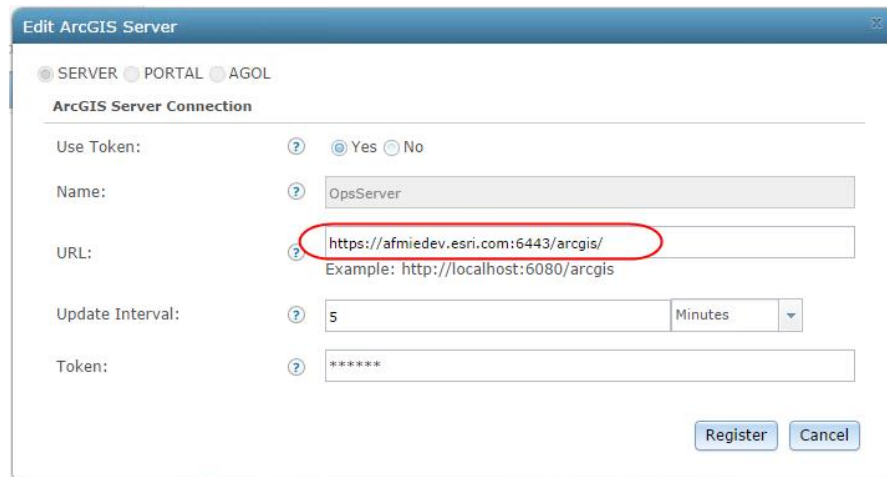 Edit ArcGIS Server
SERVER PORTAL AGOL
ArcGIS Server Connection
Use Token: ? Yes No
Name: ? OpsServer
URL: ? https://afmiedev.esri.com:6443/arcgis/
Example: http://localhost:6080/arcgis
Update Interval: ? 5 Minutes
Token: ? ******
Register Cancel